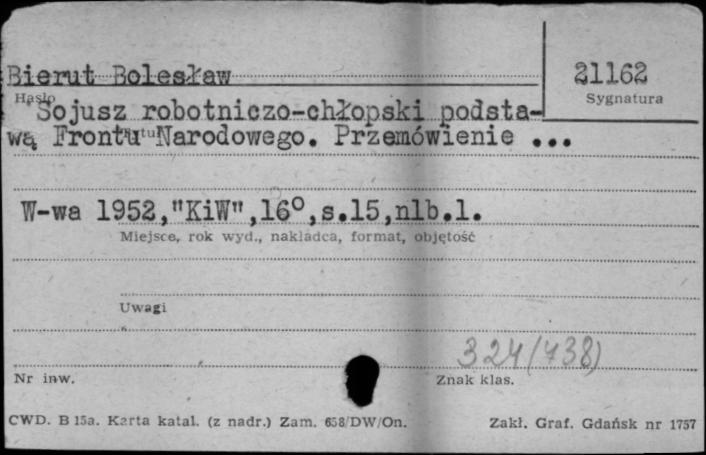 Bierut Bolesław
21162
Hasło
Sygnatura
Sojusz robotniczo-chłopski podsta-
wą Frontu Narodowego. Przemówienie ...
W-wa 1952,"KiW",16°,s.15,nlb.1.
Miejsce, rok wyd., nakładca, format, objętość
Uwagi
324(438)
Nr inw.
Znak klas.
CWD. B 15a. Karta katal. (z nadr.) Zam. 658/DW/On.
Zakł. Graf. Gdańsk nr 1757